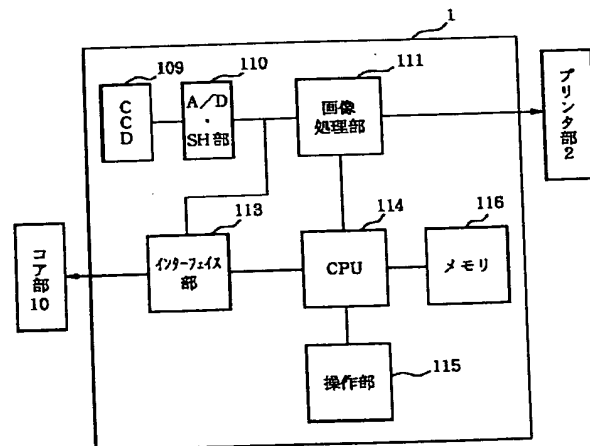 1
109
110
111
CCD
A/D
・
SH部
画像
処理部
プリンタ部2
113
114
116
コア部10
インターフェイス
部
CPU
メモリ
操作部
115